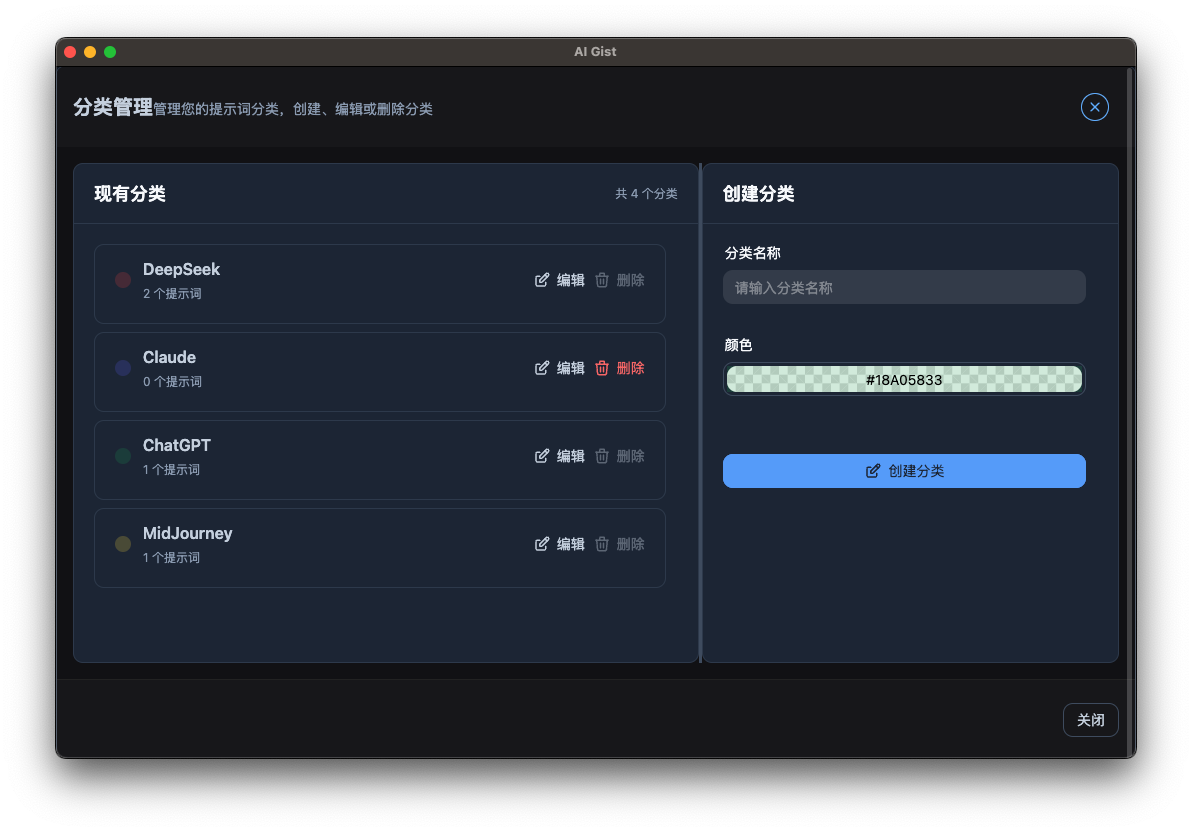 AI Gist
分类管理管理您的提示词分类，创建、编辑或删除分类
现有分类
共 4 个分类
DeepSeek
2 个提示词
编辑
删除
Claude
0 个提示词
编辑
删除
ChatGPT
1 个提示词
编辑
删除
MidJourney
1 个提示词
编辑
删除
创建分类
分类名称
请输入分类名称
颜色
#18A05833
创建分类
关闭